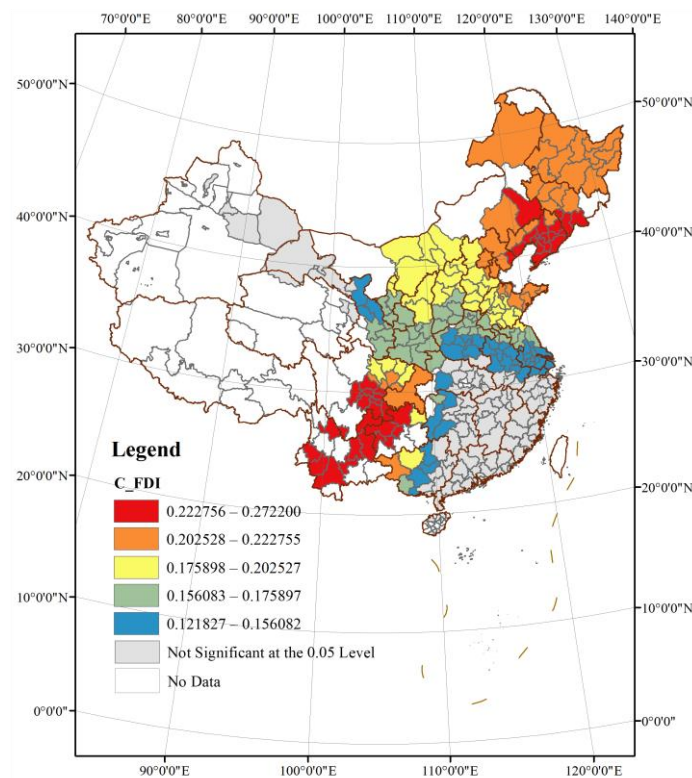 70°0'0"E 80°0'0"E 90°0'0"E 100°0'0"E 110°0'0"E 120°0'0"E 130°0'0"E 140°0'0"E
50°0'0"N 50°0'0"N
40°0'0"N 40°0'0"N
30°0'0"N 30°0'0"N
20°0'0"N 20°0'0"N
10°0'0"N 10°0'0"N
0°0'0" 0°0'0"
Legend
C_FDI
0.222756 – 0.272200
0.202528 – 0.222755
0.175898 – 0.202527
0.156083 – 0.175897
0.121827 – 0.156082
Not Significant at the 0.05 Level
No Data
90°0'0"E 100°0'0"E 110°0'0"E 120°0'0"E